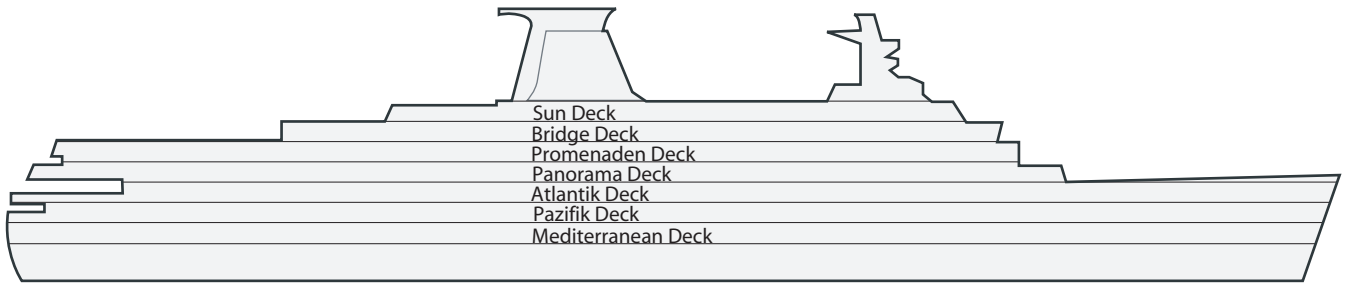 Sun Deck
Bridge Deck
Promenaden Deck
Panorama Deck
Atlantik Deck
Pazifik Deck
Mediterranean Deck